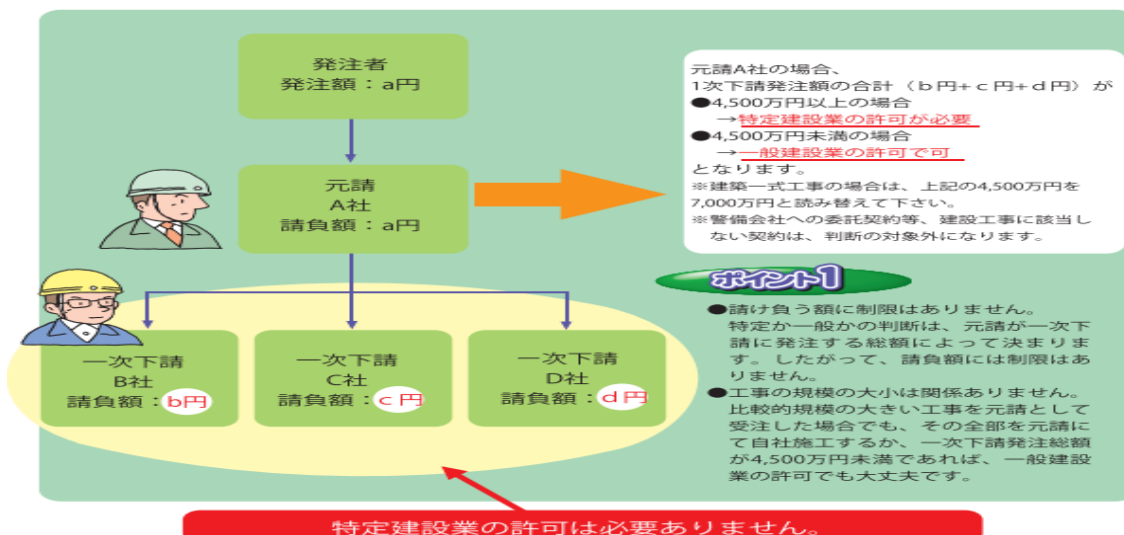 発注者
発注額：a円
元請
A社
請負額：a円
一次下請
B社
請負額：b円
一次下請
C社
請負額：c円
一次下請
D社
請負額：d円
元請A社の場合、
1次下請発注額の合計（b円+c円+d円）が
●4,500万円以上の場合
→特定建設業の許可が必要
●4,500万円未満の場合
→一般建設業の許可で可
となります。
※建築一式工事の場合は、上記の4,500万円を
7,000万円と読み替えて下さい。
※警備会社への委託契約等、建設工事に該当し
ない契約は、判断の対象外になります。
ポイント1
●請け負う額に制限はありません。
特定か一般かの判断は、元請が一次下
請に発注する総額によって決まりま
す。したがって、請負額には制限はあ
りません。
●工事の規模の大小は関係ありません。
比較的規模の大きい工事を元請として
受注した場合でも、その全部を元請に
て自社施工するか、一次下請発注総額
が4,500万円未満であれば、一般建設
業の許可でも大丈夫です。
特定建設業の許可は必要ありません。